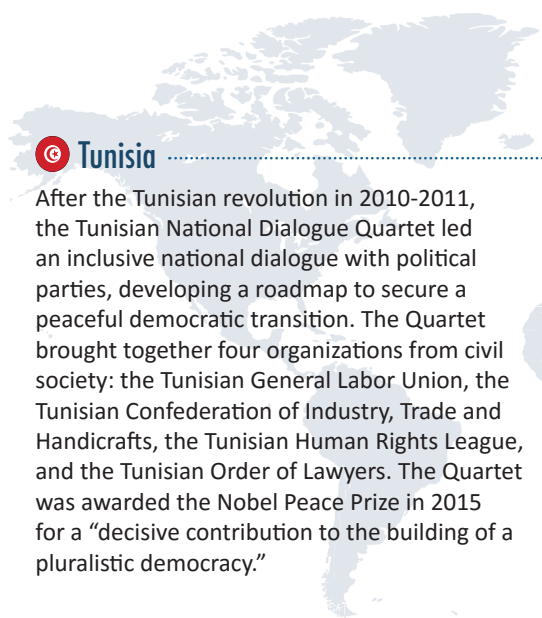 Tunisia
After the Tunisian revolution in 2010-2011,
the Tunisian National Dialogue Quartet led
an inclusive national dialogue with political
parties, developing a roadmap to secure a
peaceful democratic transition. The Quartet
brought together four organizations from civil
society: the Tunisian General Labor Union, the
Tunisian Confederation of Industry, Trade and
Handicrafts, the Tunisian Human Rights League,
and the Tunisian Order of Lawyers. The Quartet
was awarded the Nobel Peace Prize in 2015
for a “decisive contribution to the building of a
pluralistic democracy.”